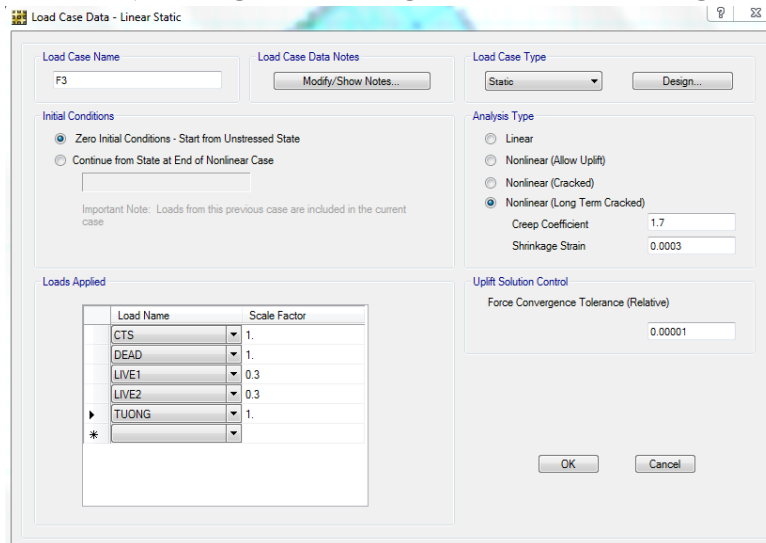 Load Case Data - Linear Static
Load Case Name
F3
Load Case Data Notes
Modify/Show Notes...
Load Case Type
Static
Design...
Initial Conditions
Zero Initial Conditions - Start from Unstressed State
Continue from State at End of Nonlinear Case
Important Note: Loads from this previous case are included in the current
case
Analysis Type
Linear
Nonlinear (Allow Uplift)
Nonlinear (Cracked)
Nonlinear (Long Term Cracked)
Creep Coefficient 1.7
Shrinkage Strain 0.0003
Loads Applied
Load Name Scale Factor
CTS 1.
DEAD 1.
LIVE1 0.3
LIVE2 0.3
TUONG 1.
Uplift Solution Control
Force Convergence Tolerance (Relative)
0.00001
OK Cancel